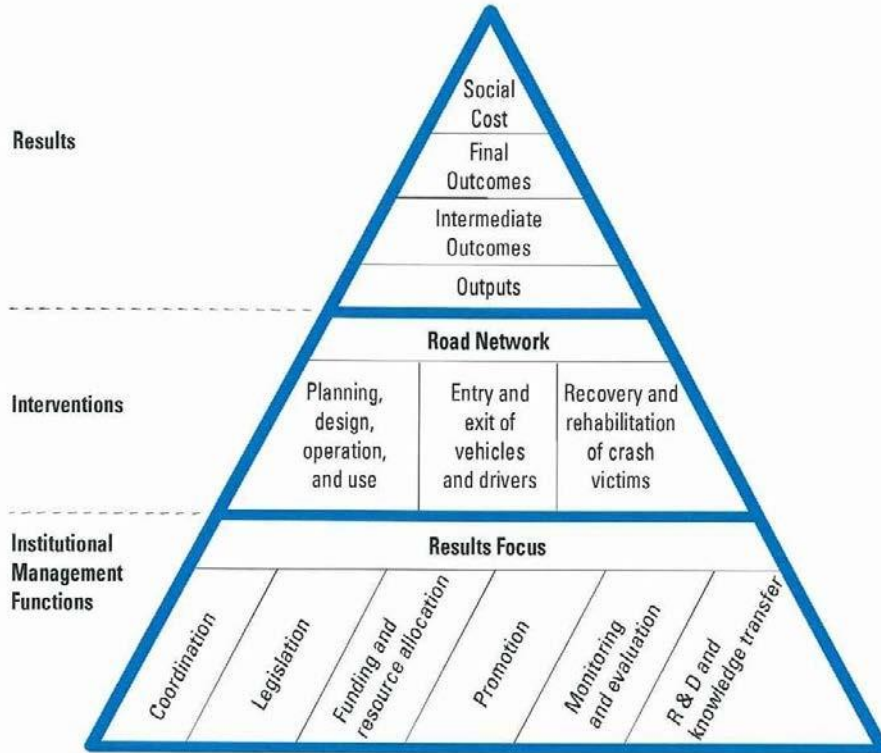 Results
Social
Cost
Final
Outcomes
Intermediate
Outcomes
Outputs
Interventions
Road Network
Planning,
design,
operation,
and use
Entry and
exit of
vehicles
and drivers
Recovery and
rehabilitation
of crash
victims
Institutional
Management
Functions
Results Focus
Coordination
Legislation
Funding and
resource allocation
Promotion
Monitoring
and evaluation
R & D and
knowledge transfer